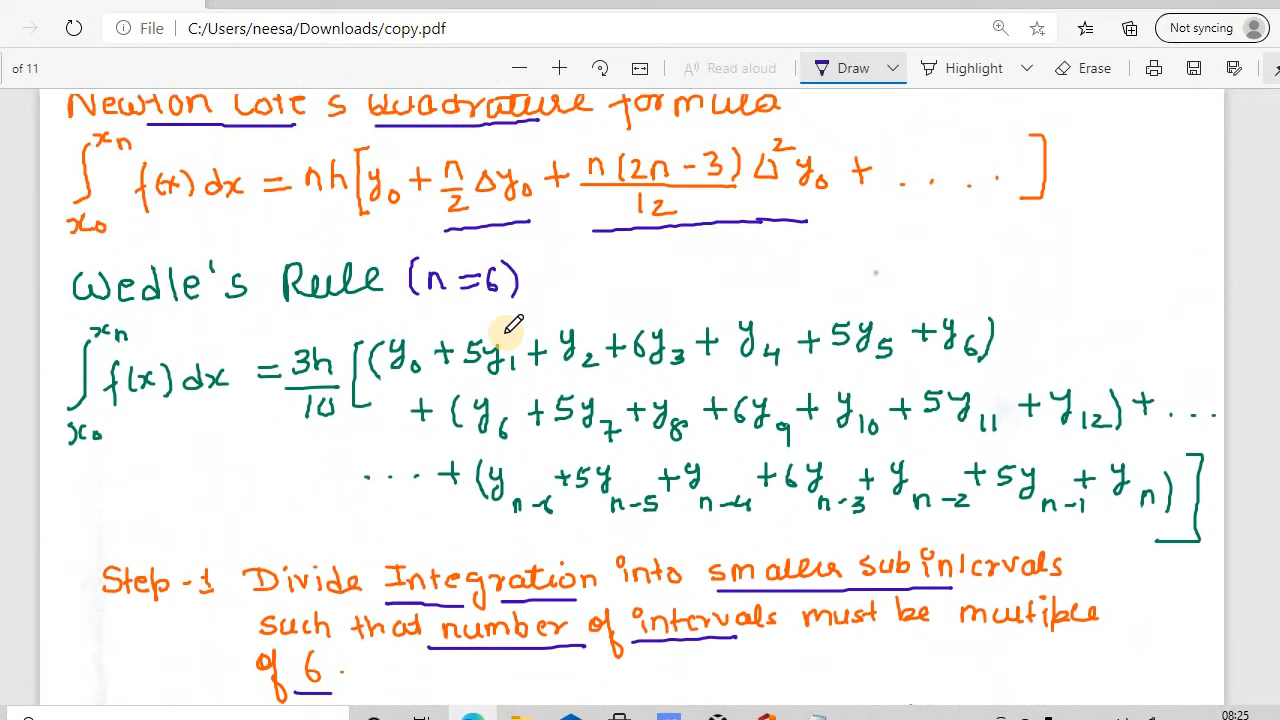 File C:/Users/neesa/Downloads/copy.pdf Not syncing
of 11 Read aloud Draw Highlight Erase
Newton Cote's Quadrature formula
∫_{x₀}^{xₙ} f(x) dx = nh [y₀ + n/2 Δy₀ + n(2n-3)/12 Δ²y₀ + . . . . ]
Wedle's Rule (n=6)
∫_{x₀}^{xₙ} f(x) dx = 3h/10 [(y₀ + 5y₁ + y₂ + 6y₃ + y₄ + 5y₅ + y₆)
+ (y₆ + 5y₇ + y₈ + 6y₉ + y₁₀ + 5y₁₁ + y₁₂) + ...
... + (y_{n-6} + 5y_{n-5} + y_{n-4} + 6y_{n-3} + y_{n-2} + 5y_{n-1} + y_n)]
Step-1 Divide Integration into smaller subintervals
such that number of intervals must be multiple
of 6.
08:25